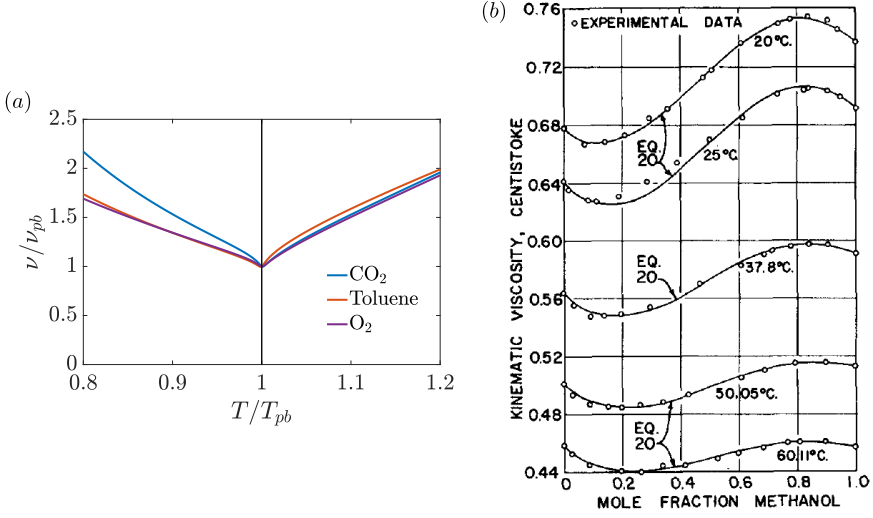 (a)
2.5
2
1.5
1
0.5
0
ν/ν_pb
CO₂
Toluene
O₂
0.8
0.9
1
1.1
1.2
T/T_pb
(b)
0.76
0.72
0.68
0.64
0.60
0.56
0.52
0.48
0.44
KINEMATIC VISCOSITY, CENTISTOKE
o EXPERIMENTAL DATA
20°C.
EQ.
20
25°C.
EQ.
20
37.8°C.
50.05°C.
EQ.
20
60.11°C.
0
0.2
0.4
0.6
0.8
1.0
MOLE FRACTION METHANOL